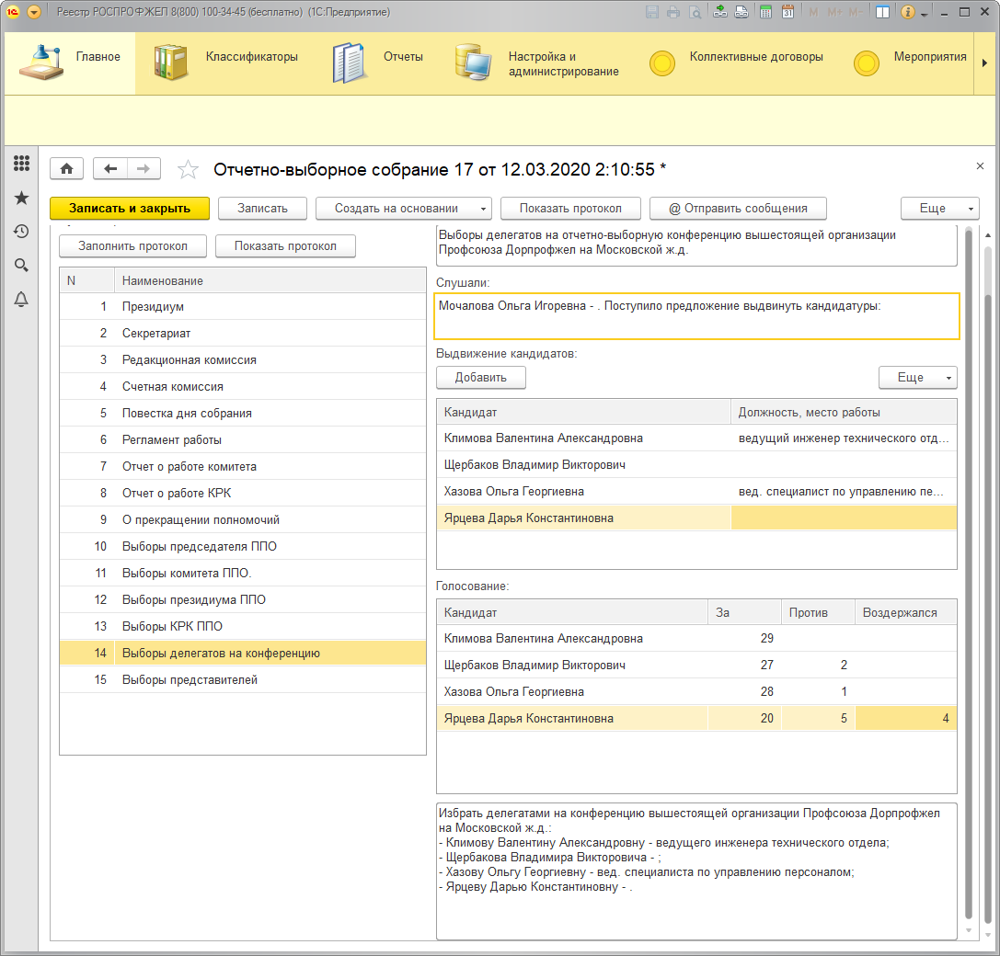 Реестр РОСПРОФЖЕЛ 8(800) 100-34-45 (бесплатно) (1С:Предприятие)
M M+ M-
Главное
Классификаторы
Отчеты
Настройка и
администрирование
Коллективные договоры
Мероприятия
Отчетно-выборное собрание 17 от 12.03.2020 2:10:55 *
Записать и закрыть
Записать
Создать на основании
Показать протокол
@ Отправить сообщения
Еще
Заполнить протокол
Показать протокол
N Наименование
1 Президиум
2 Секретариат
3 Редакционная комиссия
4 Счетная комиссия
5 Повестка дня собрания
6 Регламент работы
7 Отчет о работе комитета
8 Отчет о работе КРК
9 О прекращении полномочий
10 Выборы председателя ППО
11 Выборы комитета ППО.
12 Выборы президиума ППО
13 Выборы КРК ППО
14 Выборы делегатов на конференцию
15 Выборы представителей
Выборы делегатов на отчетно-выборную конференцию вышестоящей организации
Профсоюза Дорпрофжел на Московской ж.д.
Слушали:
Мочалова Ольга Игоревна - . Поступило предложение выдвинуть кандидатуры:
Выдвижение кандидатов:
Добавить
Еще
Кандидат Должность, место работы
Климова Валентина Александровна ведущий инженер технического отд...
Щербаков Владимир Викторович
Хазова Ольга Георгиевна вед. специалист по управлению пе...
Ярцева Дарья Константиновна
Голосование:
Кандидат За Против Воздержался
Климова Валентина Александровна 29
Щербаков Владимир Викторович 27 2
Хазова Ольга Георгиевна 28 1
Ярцева Дарья Константиновна 20 5 4
Избрать делегатами на конференцию вышестоящей организации Профсоюза Дорпрофжел
на Московской ж.д.:
- Климову Валентину Александровну - ведущего инженера технического отдела;
- Щербакова Владимира Викторовича - ;
- Хазову Ольгу Георгиевну - вед. специалиста по управлению персоналом;
- Ярцеву Дарью Константиновну - .